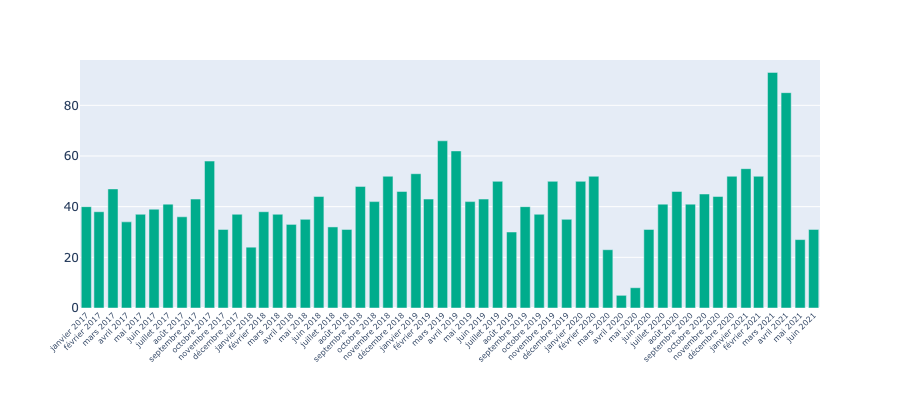 80
60
40
20
0
janvier 2017
février 2017
mars 2017
avril 2017
mai 2017
juin 2017
juillet 2017
août 2017
septembre 2017
octobre 2017
novembre 2017
décembre 2017
janvier 2018
février 2018
mars 2018
avril 2018
mai 2018
juin 2018
juillet 2018
août 2018
septembre 2018
octobre 2018
novembre 2018
décembre 2018
janvier 2019
février 2019
mars 2019
avril 2019
mai 2019
juin 2019
juillet 2019
août 2019
septembre 2019
octobre 2019
novembre 2019
décembre 2019
janvier 2020
février 2020
mars 2020
avril 2020
mai 2020
juin 2020
juillet 2020
août 2020
septembre 2020
octobre 2020
novembre 2020
décembre 2020
janvier 2021
février 2021
mars 2021
avril 2021
mai 2021
juin 2021